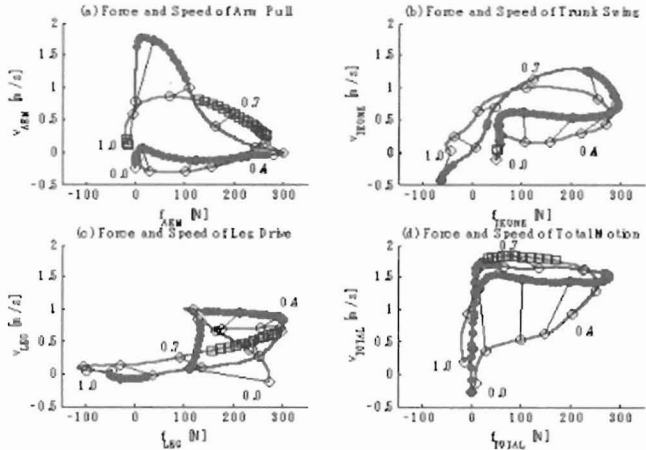 (a) Force and Speed of Arm Pull
(b) Force and Speed of Trunk Swing
V_ARM [m/s]
2
1.5
1
0.5
0
-0.5
0.7
1.0
0.0
0.4
-100 0 100 200 300
f_ARM [N]
2
1.5
1
0.5
0
-0.5
0.7
1.0
0.0
0.4
-100 0 100 200 300
(c) Force and Speed of Leg Drive
(d) Force and Speed of Total Motion
V_LEG [m/s]
2
1.5
1
0.5
0
-0.5
0.4
0.7
1.0
0.0
-100 0 100 200 300
f_LEG [N]
V_TOTAL [m/s]
2
1.5
1
0.5
0
-0.5
0.7
0.4
1.0
0.0
-100 0 100 200 300
f_TOTAL [N]